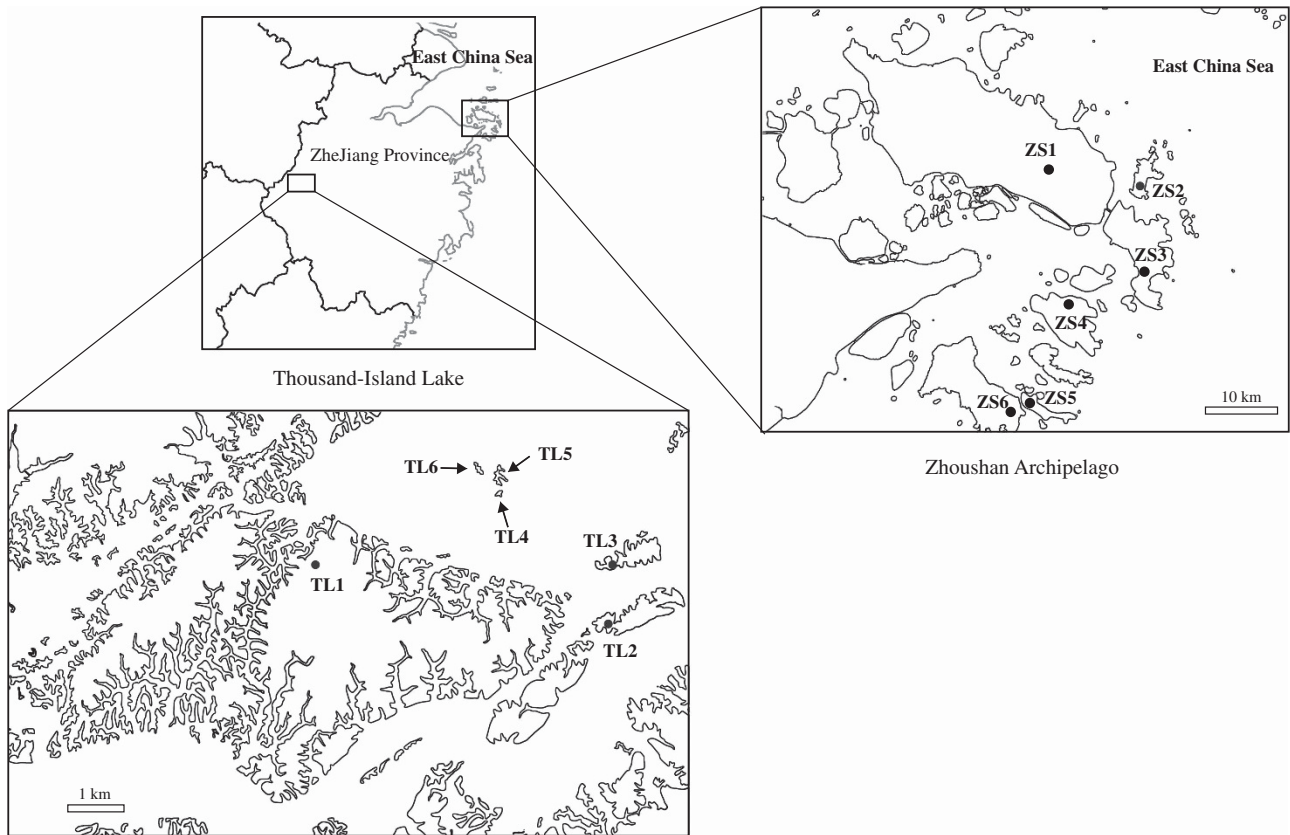 East China Sea
ZheJiang Province
Thousand-Island Lake
East China Sea
ZS1
ZS2
ZS3
ZS4
ZS5
ZS6
10 km
Zhoushan Archipelago
TL6
TL5
TL4
TL3
TL1
TL2
1 km